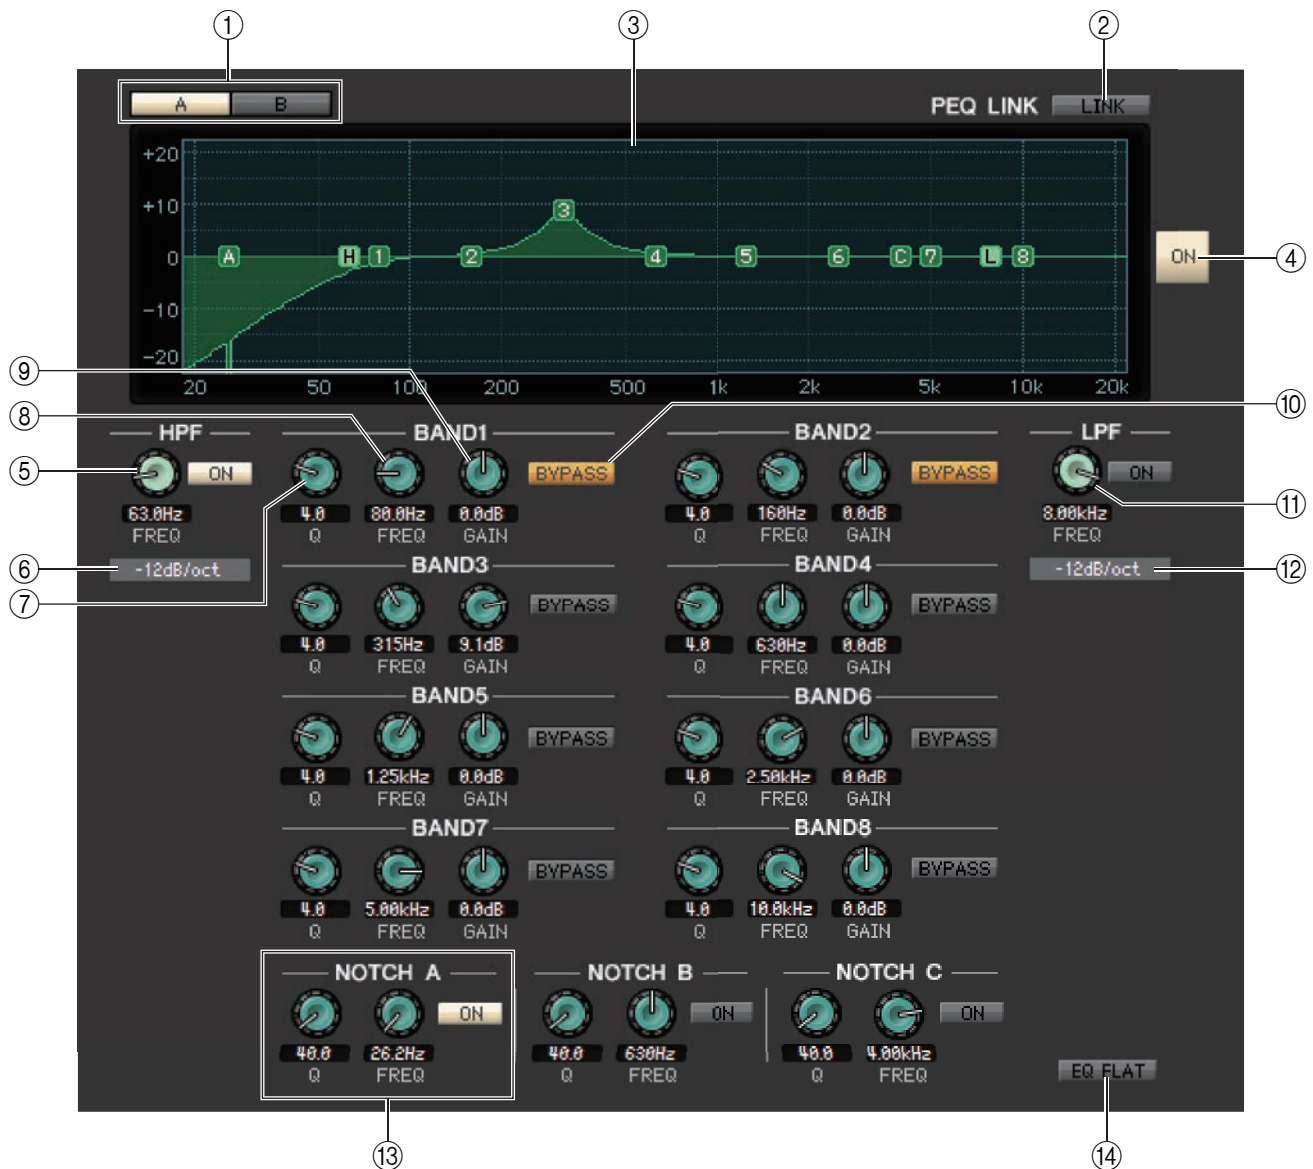 ① ③ ②
A B PEQ LINK LINK
+20
+10
3
0 A H 1 2 4 5 6 C 7 L 8 ON ④
-10
-20
20 50 100 200 500 1k 2k 5k 10k 20k
⑨
⑧ ⑩
HPF BAND1 BAND2 LPF
⑤ ON BYPASS BYPASS ON
⑪
63.0Hz 4.0 80.0Hz 0.0dB 4.0 160Hz 0.0dB 8.00kHz
FREQ Q FREQ GAIN Q FREQ GAIN FREQ
⑥ -12dB/oct -12dB/oct ⑫
⑦
BAND3 BAND4
BYPASS BYPASS
4.0 315Hz 9.1dB 4.0 630Hz 0.0dB
Q FREQ GAIN Q FREQ GAIN
BAND5 BAND6
BYPASS BYPASS
4.0 1.25kHz 0.0dB 4.0 2.50kHz 0.0dB
Q FREQ GAIN Q FREQ GAIN
BAND7 BAND8
BYPASS BYPASS
4.0 5.00kHz 0.0dB 4.0 10.0kHz 0.0dB
Q FREQ GAIN Q FREQ GAIN
NOTCH A NOTCH B NOTCH C
ON ON ON
40.0 26.2Hz 40.0 630Hz 40.0 4.00kHz
Q FREQ Q FREQ Q FREQ
EQ FLAT
⑬ ⑭